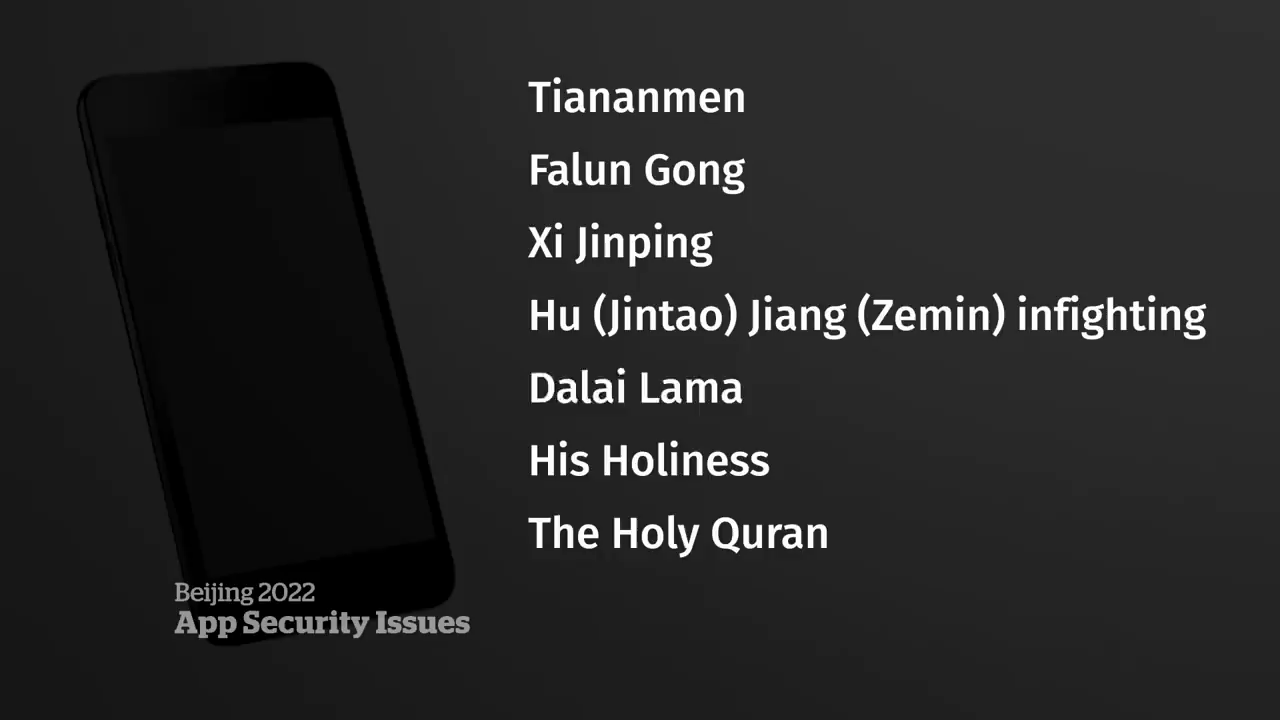 Tiananmen
Falun Gong
Xi Jinping
Hu (Jintao) Jiang (Zemin) infighting
Dalai Lama
His Holiness
The Holy Quran
Beijing 2022
App Security Issues